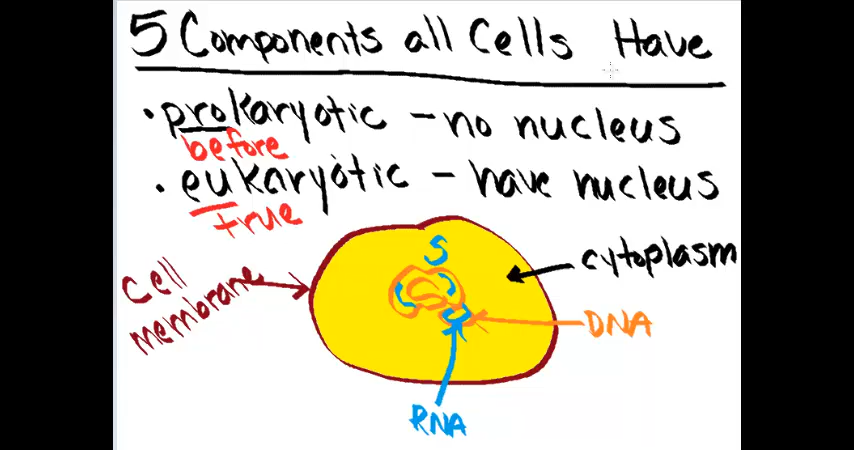 5 Components all Cells Have
• prokaryotic - no nucleus
before
• eukaryotic - have nucleus
True
cytoplasm
cell
membrane
DNA
RNA